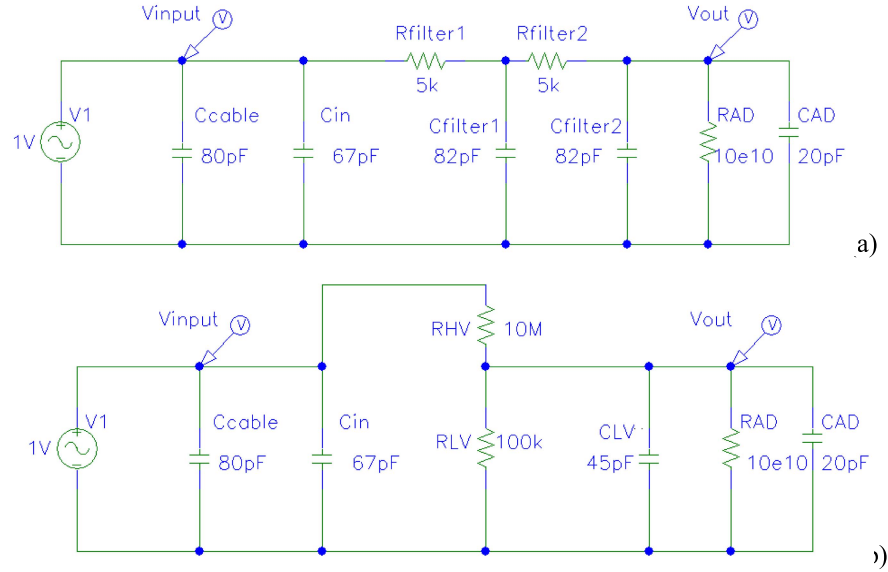 Vinput V Rfilter1 Rfilter2 Vout V
5k 5k
V1 Ccable Cin Cfilter1 Cfilter2 RAD CAD
1V 80pF 67pF 82pF 82pF 10e10 20pF
a)
Vinput V RHV 10M Vout V
V1 Ccable Cin CLV RAD CAD
1V 80pF 67pF RLV 100k 45pF 10e10 20pF